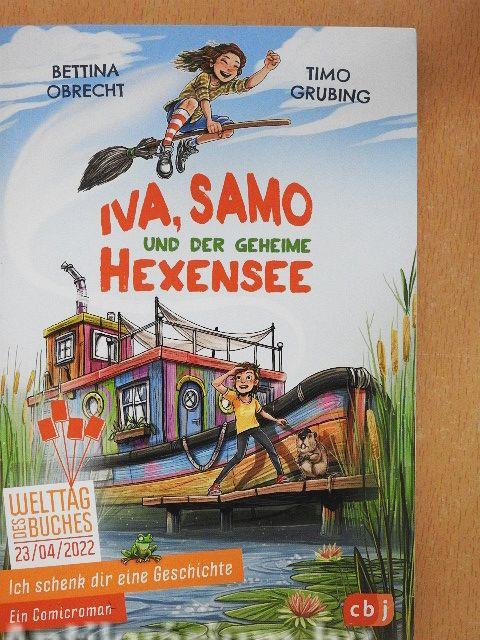 BETTINA
OBRECHT
TIMO
GRUBING
IVA, SAMO
UND DER GEHEIME
HEXENSEE
WELTTAG
DES
BUCHES
23/04/2022
Ich schenk dir eine Geschichte
Ein Comicroman
cbj